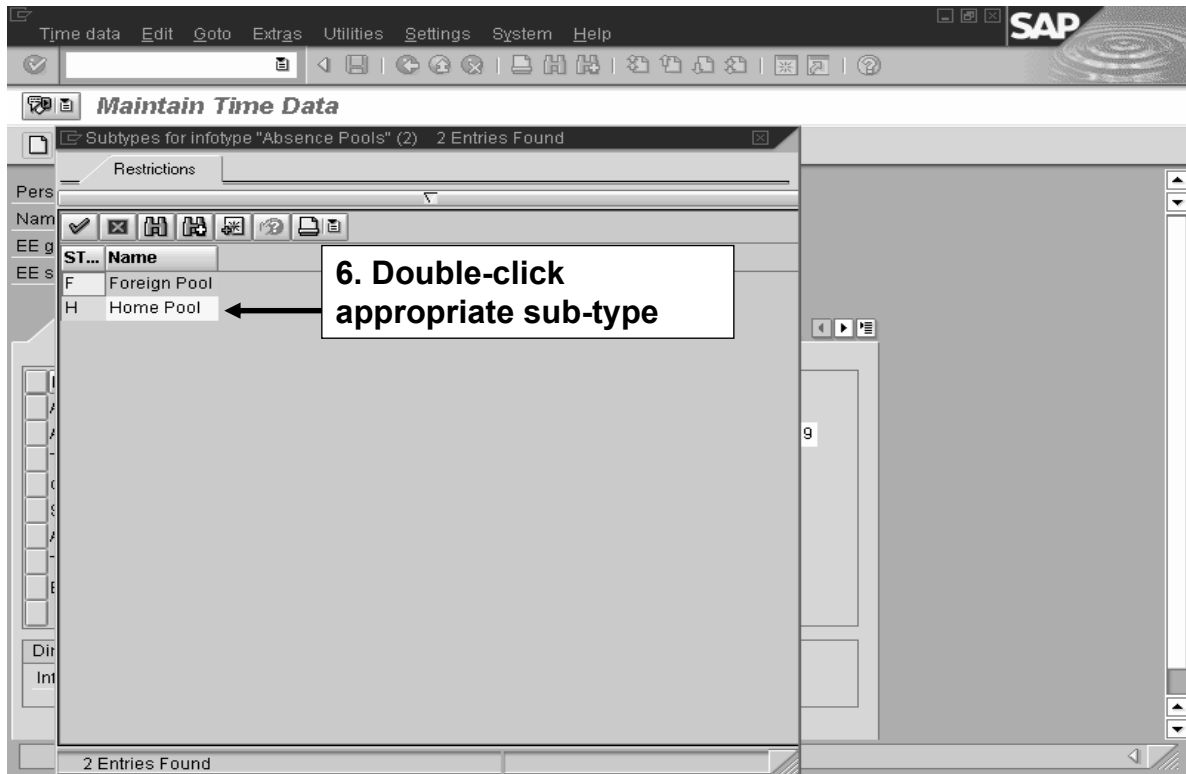 Time data Edit Goto Extras Utilities Settings System Help
SAP
Maintain Time Data
Subtypes for infotype "Absence Pools" (2) 2 Entries Found
Restrictions
Pers
Nam
EE g
EE s
ST... Name
F Foreign Pool
H Home Pool
6. Double-click
appropriate sub-type
9
Dir
Int
2 Entries Found